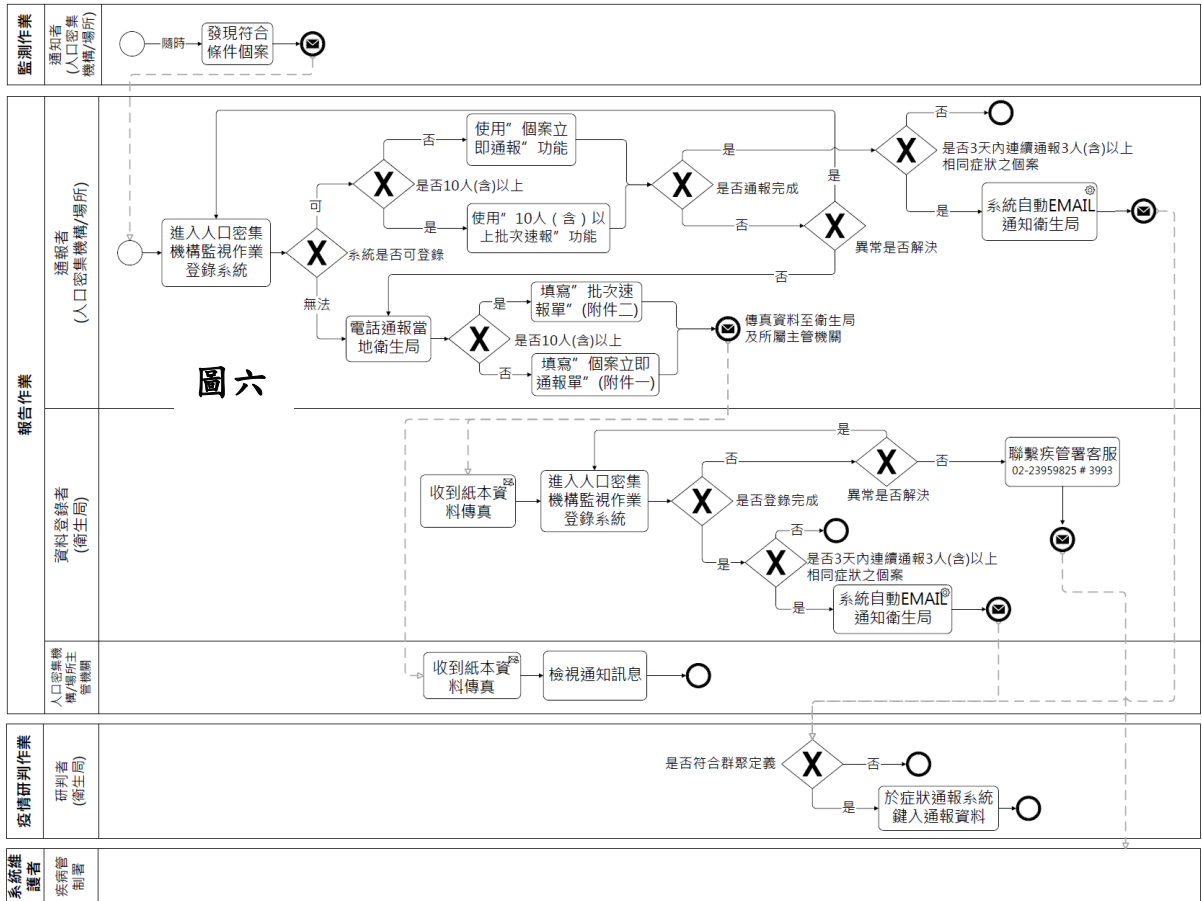 監測作業
通知者
(人口密集
機構/場所)
隨時
發現符合
條件個案
報告作業
通報者
(人口密集機構/場所)
進入人口密集
機構監視作業
登錄系統
系統是否可登錄
可
無法
是否10人(含)以上
否
是
使用”個案立
即通報”功能
使用”10人(含)以
上批次速報”功能
是否通報完成
是
否
異常是否解決
是
否
是否3天內連續通報3人(含)以上
相同症狀之個案
否
是
系統自動EMAIL
通知衛生局
電話通報當
地衛生局
是否10人(含)以上
是
否
填寫”批次速
報單”(附件二)
填寫”個案立即
通報單”(附件一)
傳真資料至衛生局
及所屬主管機關
圖六
資料登錄者
(衛生局)
收到紙本資
料傳真
進入人口密集
機構監視作業
登錄系統
是否登錄完成
否
是
異常是否解決
是
否
聯繫疾管署客服
02-23959825 # 3993
是否3天內連續通報3人(含)以上
相同症狀之個案
否
是
系統自動EMAIL
通知衛生局
人口密集機
構/場所主
管機關
收到紙本資
料傳真
檢視通知訊息
疫情研判作業
研判者
(衛生局)
是否符合群聚定義
否
是
於症狀通報系統
鍵入通報資料
系統維
護者
疾病管
制署